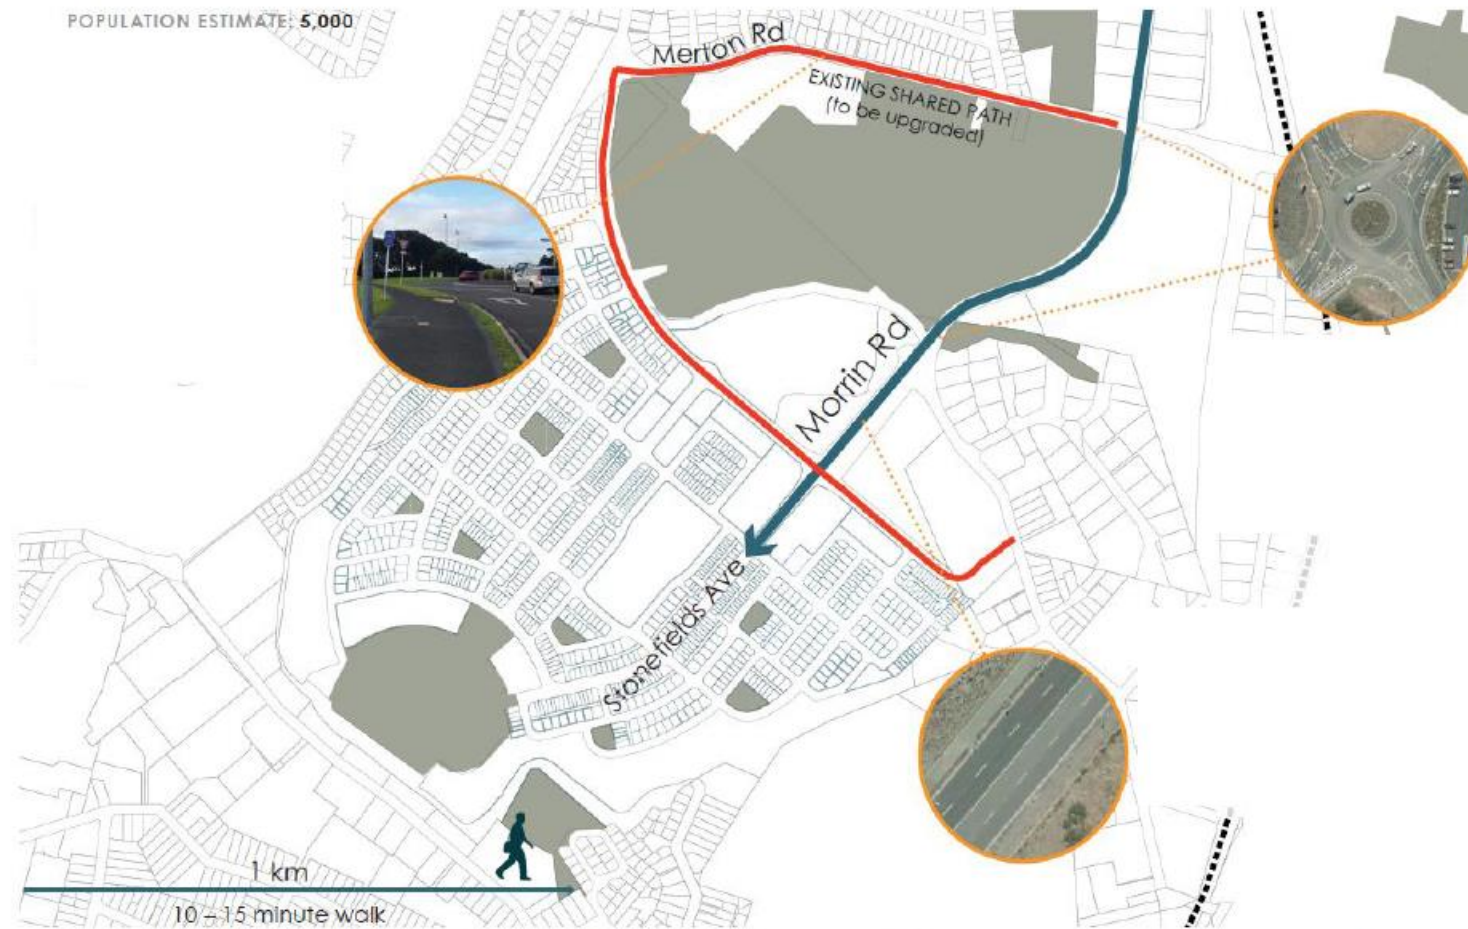 POPULATION ESTIMATE: 5,000
Merton Rd
EXISTING SHARED PATH
(to be upgraded)
Morrin Rd
Stonefields Ave
1 km
10 – 15 minute walk